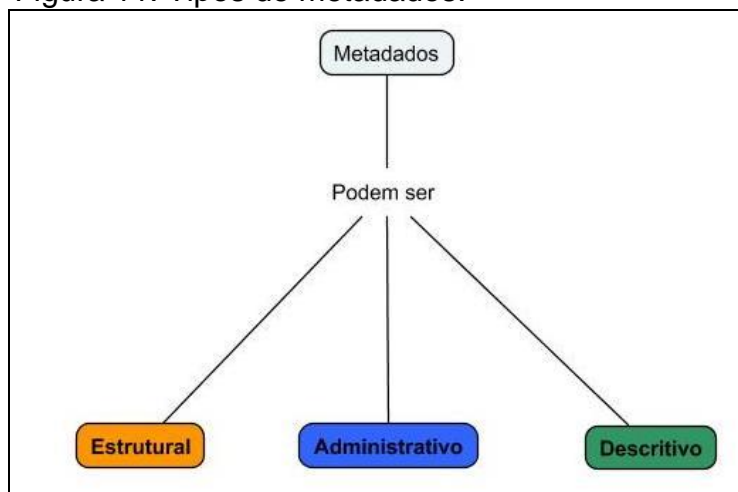 Metadados
Podem ser
Estrutural
Administrativo
Descritivo